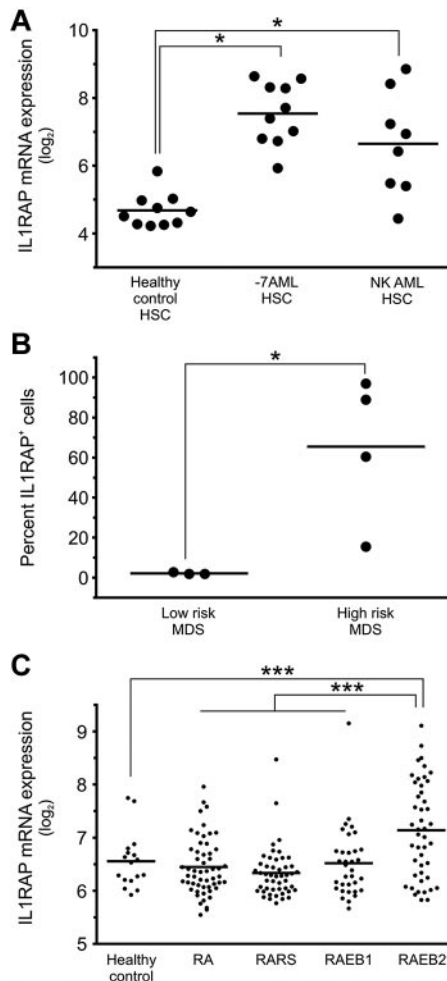 A
*
*
IL1RAP mRNA expression
(log₂)
10
8
6
4
Healthy
control
HSC
-7AML
HSC
NK AML
HSC
B
*
Percent IL1RAP⁺ cells
100
80
60
40
20
0
Low risk
MDS
High risk
MDS
C
***
***
IL1RAP mRNA expression
(log₂)
9
8
7
6
5
Healthy
control
RA
RARS
RAEB1
RAEB2